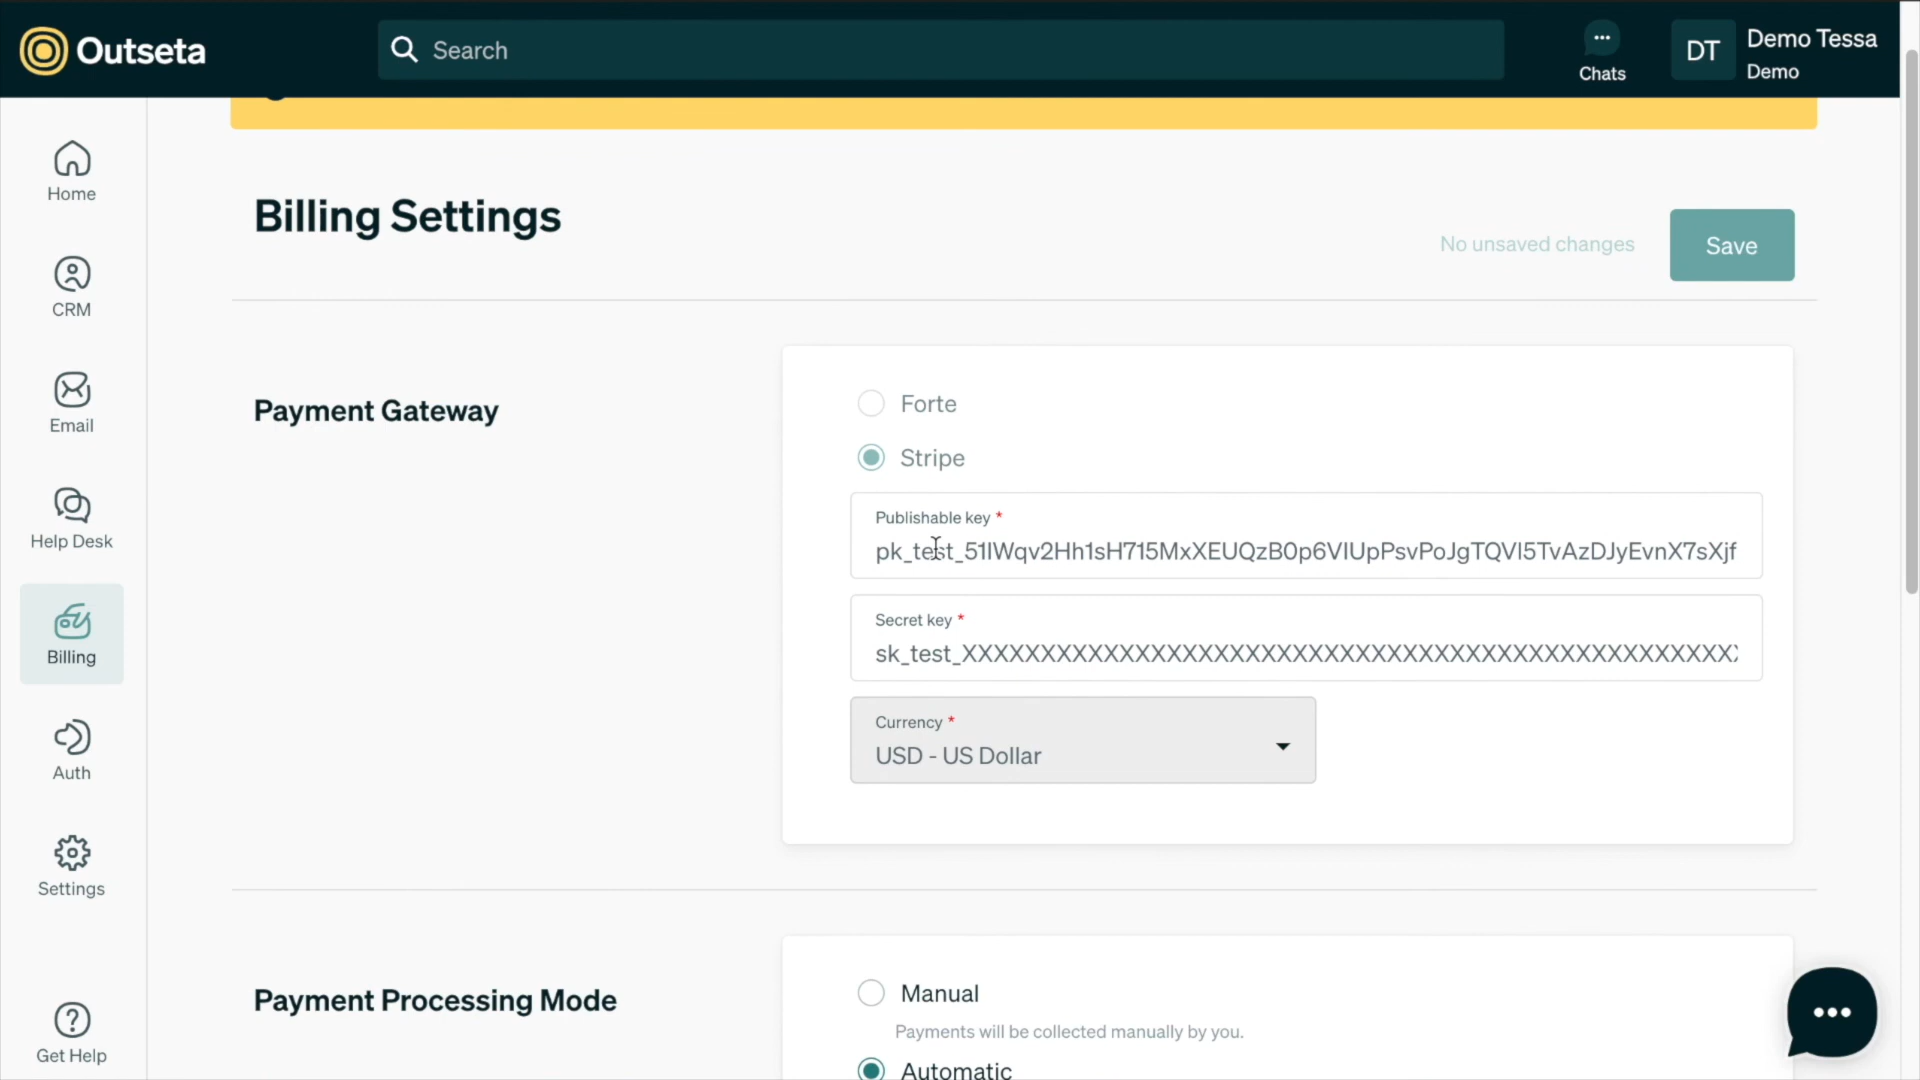 Outseta
Search
Chats
DT
Demo Tessa
Demo
Home
CRM
Email
Help Desk
Billing
Auth
Settings
Get Help
Billing Settings
No unsaved changes
Save
Payment Gateway
Forte
Stripe
Publishable key *
pk_test_51IWqv2Hh1sH715MxXEUQzB0p6VIUpPsvPoJgTQVI5TvAzDJyEvnX7sXjf
Secret key *
sk_test_XXXXXXXXXXXXXXXXXXXXXXXXXXXXXXXXXXXXXXXXXXXXXXXXX
Currency *
USD - US Dollar
Payment Processing Mode
Manual
Payments will be collected manually by you.
Automatic